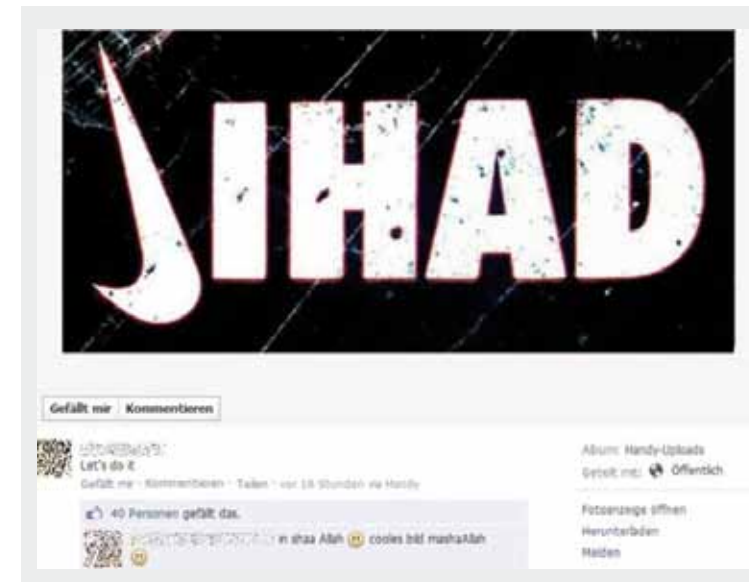 JIHAD
Gefällt mir Kommentieren
Let's do it
Gefällt mir · Kommentieren · Teilen · vor 18 Stunden via Handy
40 Personen gefällt das.
in shaa Allah cooles bild mashaAllah
Album: Handy-Uploads
Geteilt mit: Öffentlich
Fotoanzeige öffnen
Herunterladen
Melden